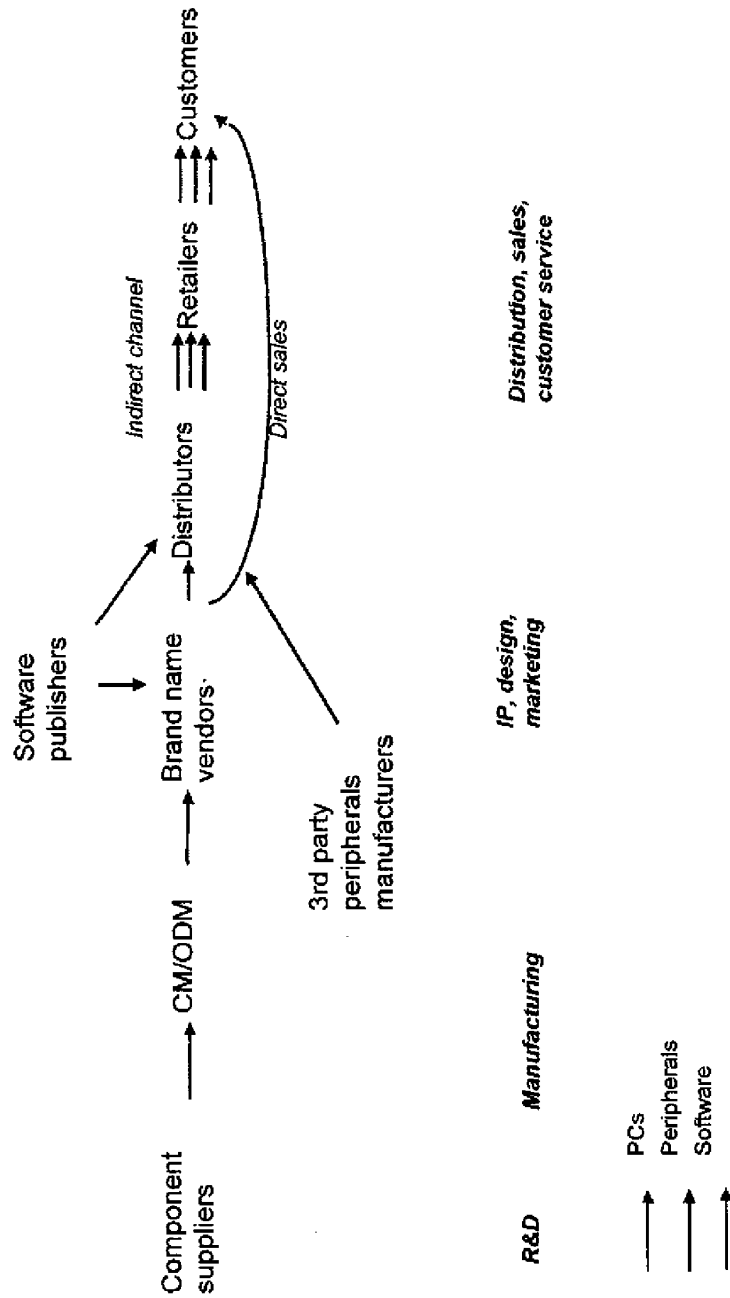 Software
publishers
Indirect channel
Component
suppliers
CM/ODM
Brand name
vendors
Distributors
Retailers
Customers
Direct sales
3rd party
peripherals
manufacturers
R&D
Manufacturing
IP, design,
marketing
Distribution, sales,
customer service
PCs
Peripherals
Software